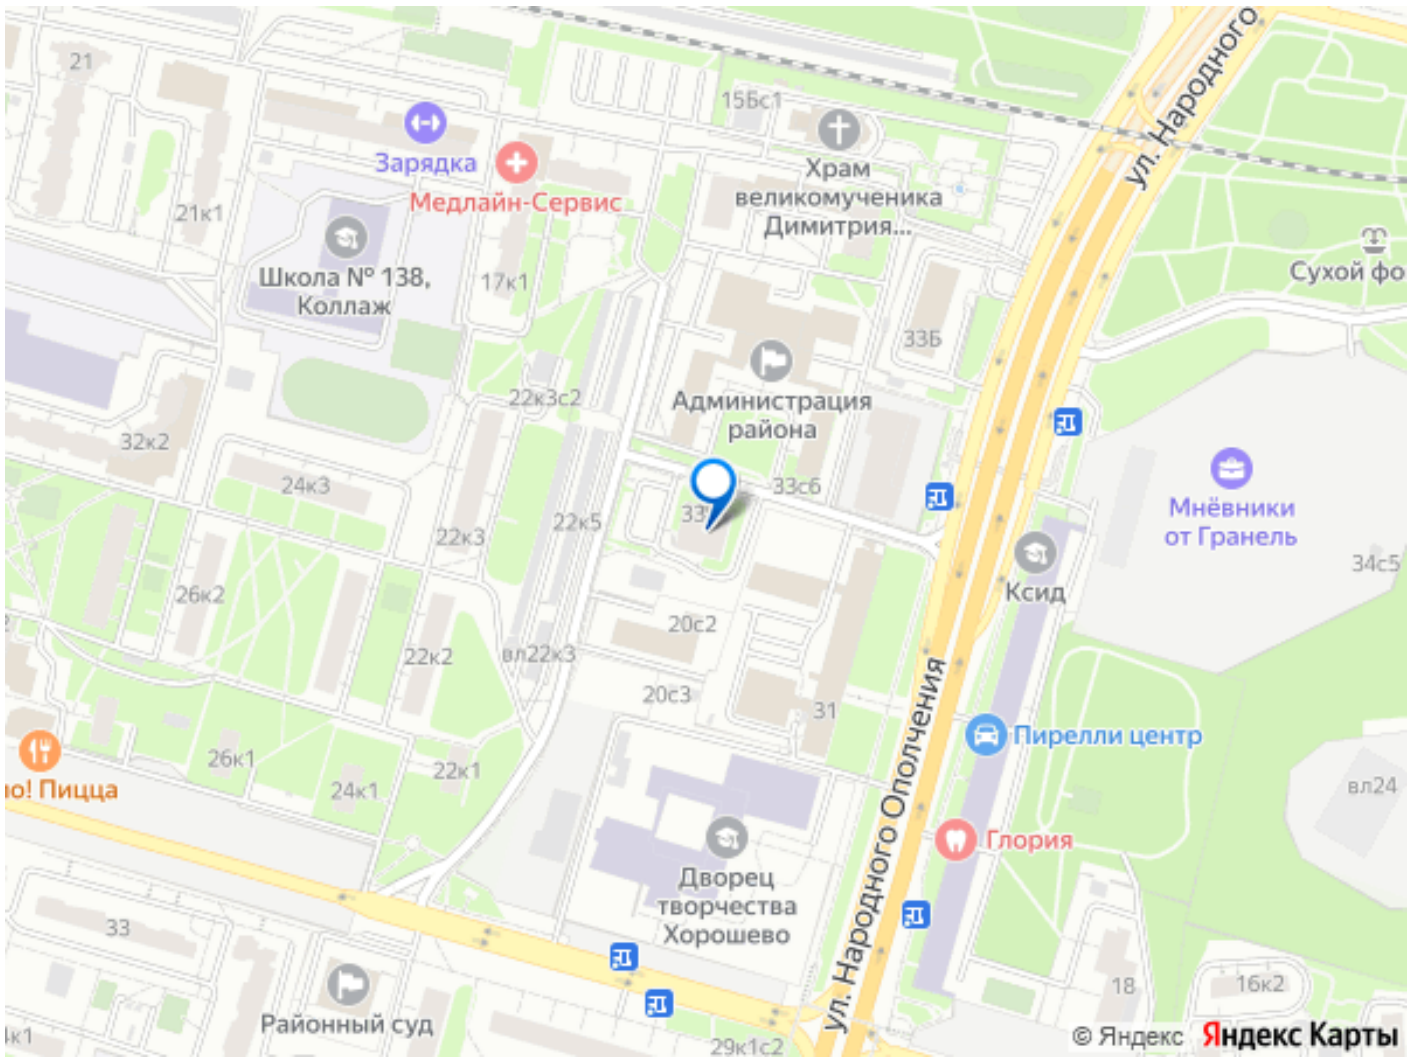 ул. Народного
21
15Бс1
Зарядка
Медлайн-Сервис
Храм
великомученика
Димитрия...
21к1
Школа № 138,
Коллаж
17к1
Сухой фо
33Б
22к3с2
Администрация
района
32к2
24к3
22к5
33с6
22к3
Мнёвники
от Гранель
34с5
Ксид
26к2
20с2
22к2
вл22к3
20с3
31
ул. Народного Ополчения
Пирелли центр
26к1
22к1
24к1
но! Пицца
вл24
Глория
Дворец
творчества
Хорошево
33
Районный суд
18
16к2
4к1
29к1с2
© Яндекс Яндекс Карты